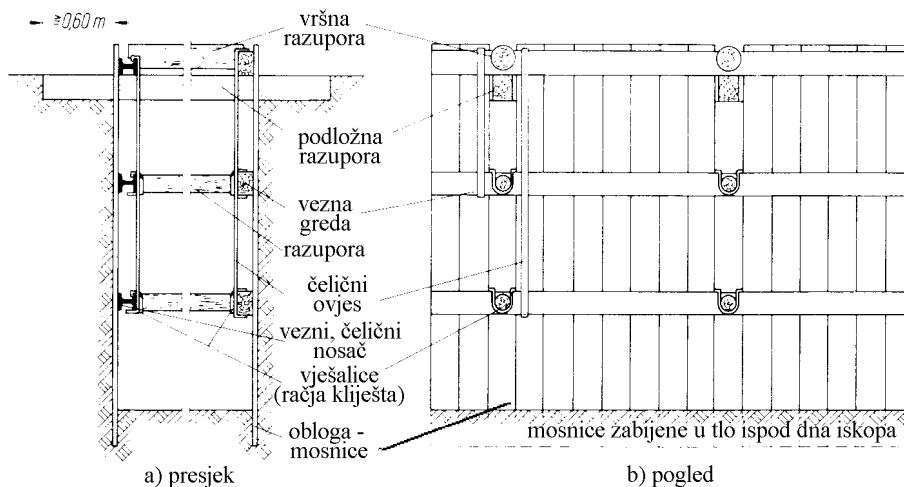 ≥0,60 m
vršna
razupora
podložna
razupora
vezna
greda
razupora
čelični
ovjes
vezni, čelični
nosač
vješalice
(račja kliješta)
obloga -
mosnice
mosnice zabijene u tlo ispod dna iskopa
a) presjek
b) pogled